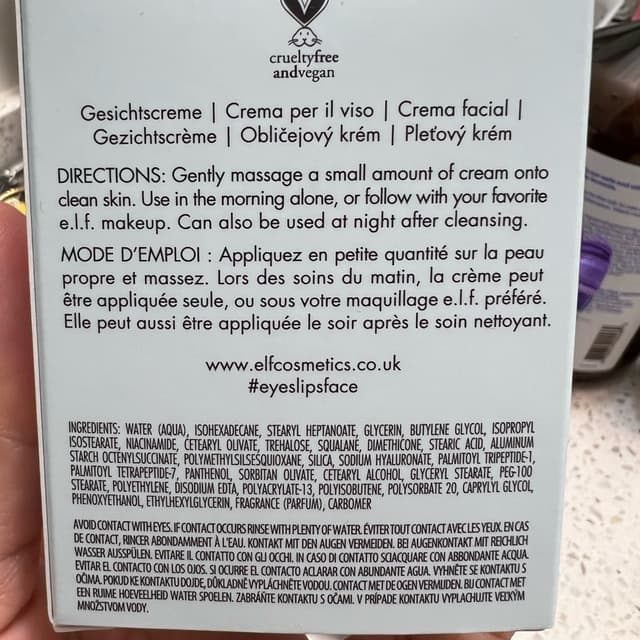 V
crueltyfree
andvegan
Gesichtscreme | Crema per il viso | Crema facial |
Gezichtscrème | Obličejový krém | Pleťový krém
DIRECTIONS: Gently massage a small amount of cream onto
clean skin. Use in the morning alone, or follow with your favorite
e.l.f. makeup. Can also be used at night after cleansing.
MODE D'EMPLOI : Appliquez en petite quantité sur la peau
propre et massez. Lors des soins du matin, la crème peut
être appliquée seule, ou sous votre maquillage e.l.f. préféré.
Elle peut aussi être appliquée le soir après le soin nettoyant.
www.elfcosmetics.co.uk
#eyeslipsface
INGREDIENTS: WATER (AQUA), ISOHEXADECANE, STEARYL HEPTANOATE, GLYCERIN, BUTYLENE GLYCOL, ISOPROPYL
ISOSTEARATE, NIACINAMIDE, CETEARYL OLIVATE, TREHALOSE, SQUALANE, DIMETHICONE, STEARIC ACID, ALUMINUM
STARCH OCTENYLSUCCINATE, POLYMETHYLSILSESQUIOXANE, SILICA, SODIUM HYALURONATE, PALMITOYL TRIPEPTIDE-1,
PALMITOYL TETRAPEPTIDE-7, PANTHENOL, SORBITAN OLIVATE, CETEARYL ALCOHOL, GLYCERYL STEARATE, PEG-100
STEARATE, POLYETHYLENE, DISODIUM EDTA, POLYACRYLATE-13, POLYISOBUTENE, POLYSORBATE 20, CAPRYLYL GLYCOL,
PHENOXYETHANOL, ETHYLHEXYLGLYCERIN, FRAGRANCE (PARFUM), CARBOMER
AVOID CONTACT WITH EYES. IF CONTACT OCCURS RINSE WITH PLENTY OF WATER. ÉVITER TOUT CONTACT AVEC LES YEUX. EN CAS
DE CONTACT, RINCER ABONDAMMENT À L'EAU. KONTAKT MIT DEN AUGEN VERMEIDEN. BEI AUGENKONTAKT MIT REICHLICH
WASSER AUSSPÜLEN. EVITARE IL CONTATTO CON GLI OCCHI. IN CASO DI CONTATTO SCIACQUARE CON ABBONDANTE ACQUA.
EVITAR EL CONTACTO CON LOS OJOS. SI OCURRE EL CONTACTO ACLARAR CON ABUNDANTE AGUA. VYHNĚTE SE KONTAKTU S
OČIMA. POKUD KE KONTAKTU DOJDE, DŮKLADNĚ VYPLÁCHNĚTE VODOU. CONTACT MET DE OGEN VERMIJDEN. BIJ CONTACT MET
EEN RUIME HOEVEELHEID WATER SPOELEN. ZABRÁŇTE KONTAKTU S OČAMI. V PRÍPADE KONTAKTU VYPLACHUJTE VEĽKÝM
MNOŽSTVOM VODY.